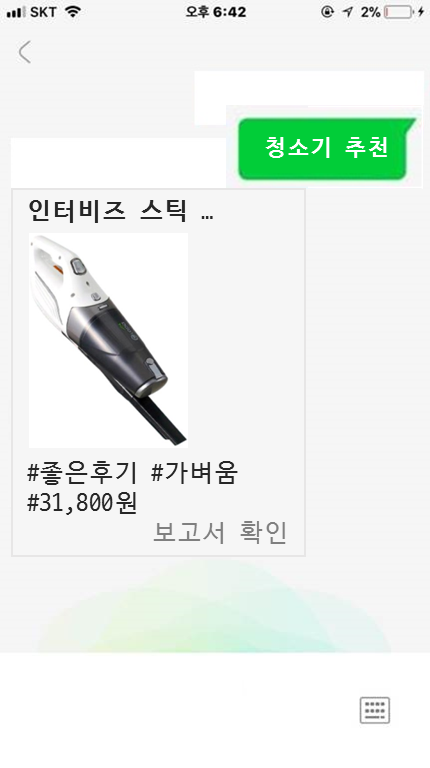 SKT 오후 6:42 2%
청소기 추천
인터비즈 스틱 …
#좋은후기 #가벼움
#31,800원
보고서 확인